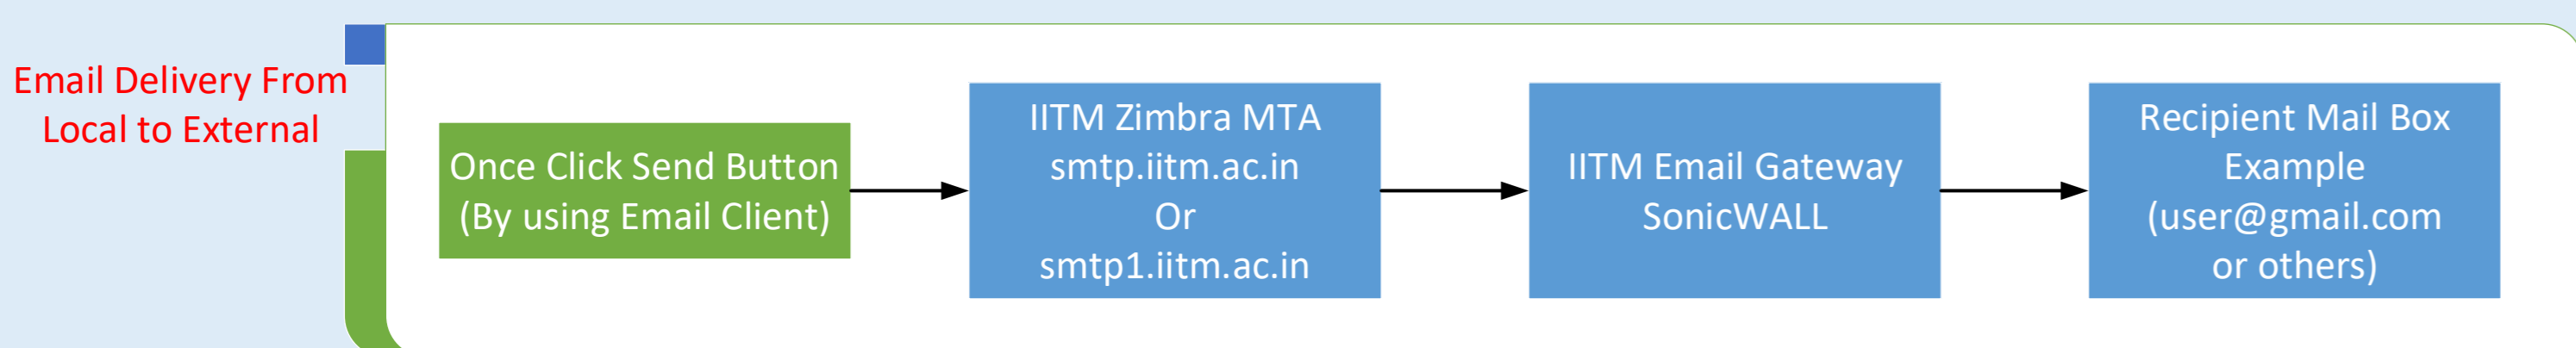 Email Delivery From
Local to External
Once Click Send Button
(By using Email Client)
IITM Zimbra MTA
smtp.iitm.ac.in
Or
smtp1.iitm.ac.in
IITM Email Gateway
SonicWALL
Recipient Mail Box
Example
(user@gmail.com
or others)